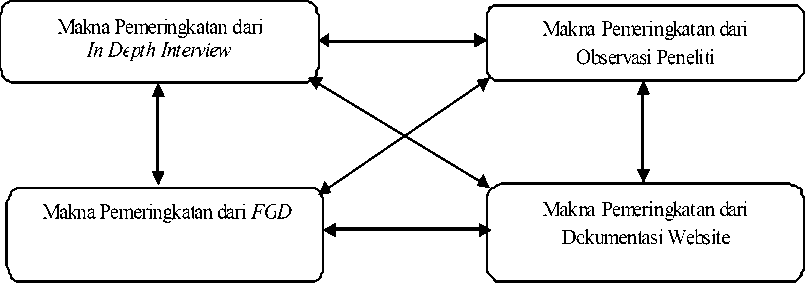 Makna Pemeringkatan dari
In Depth Interview
Makna Pemeringkatan dari
Observasi Peneliti
Makna Pemeringkatan dari FGD
Makna Pemeringkatan dari
Dokumentasi Website